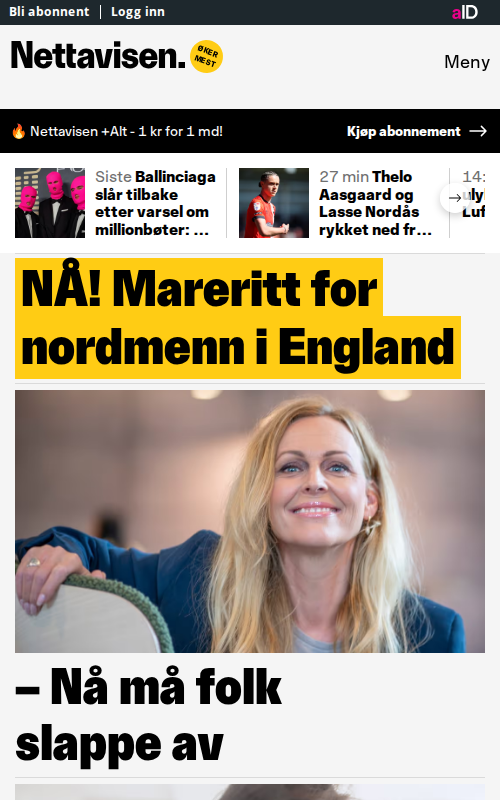 Bli abonnent Logg inn aID
Nettavisen. ØKER MEST
Meny
🔥 Nettavisen +Alt - 1 kr for 1 md! Kjøp abonnement →
Siste Ballinciaga
slår tilbake
etter varsel om
millionbøter: ...
27 min Thelo
Aasgaard og
Lasse Nordås
rykket ned fr...
14:
NÅ! Mareritt for
nordmenn i England
– Nå må folk
slappe av